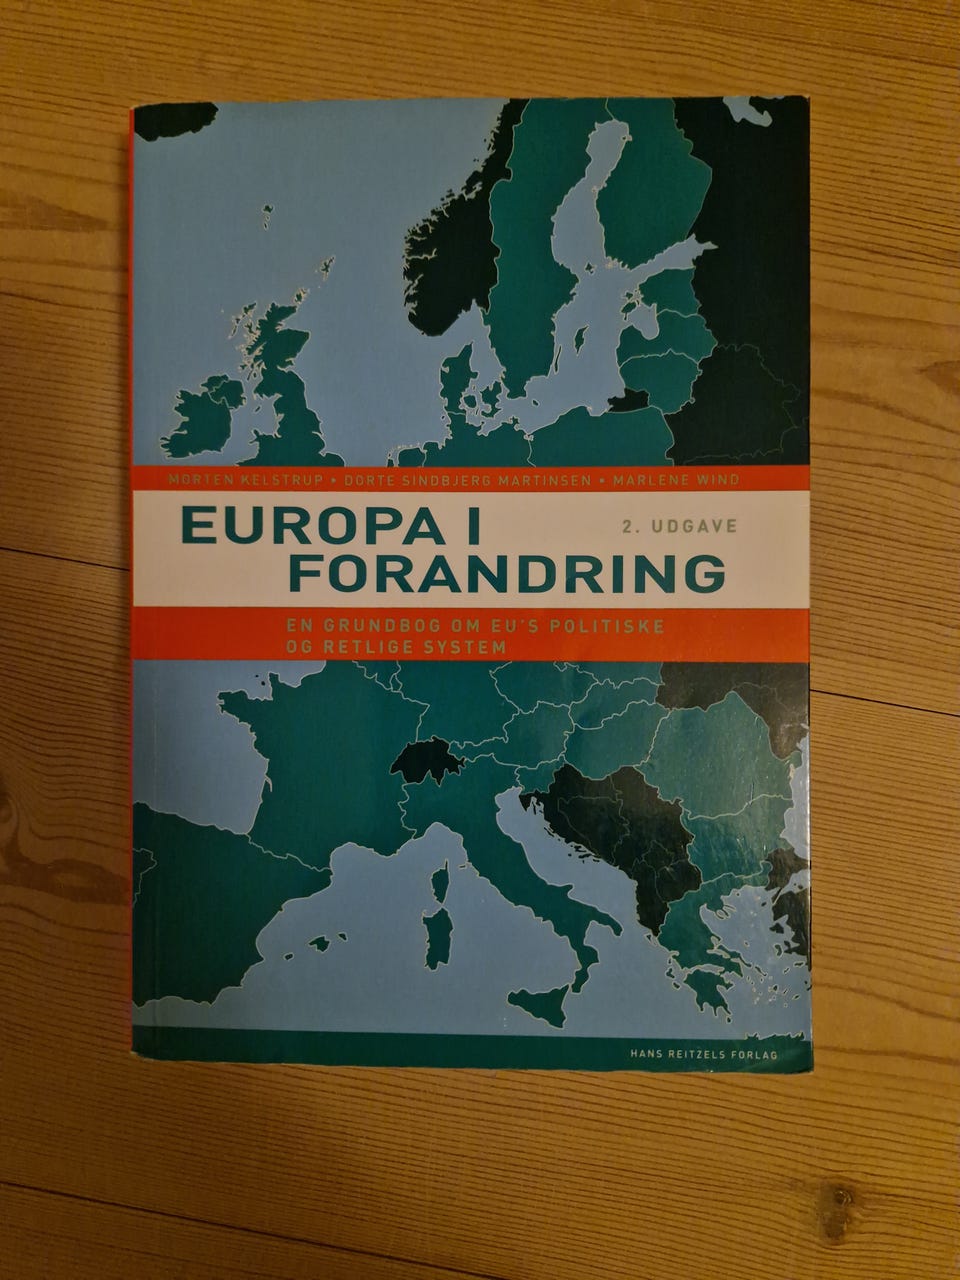 MORTEN KELSTRUP • DORTE SINDBJERG MARTINSEN • MARLENE WIND
EUROPA I
2. UDGAVE
FORANDRING
EN GRUNDBOG OM EU'S POLITISKE
OG RETLIGE SYSTEM
HANS REITZELS FORLAG